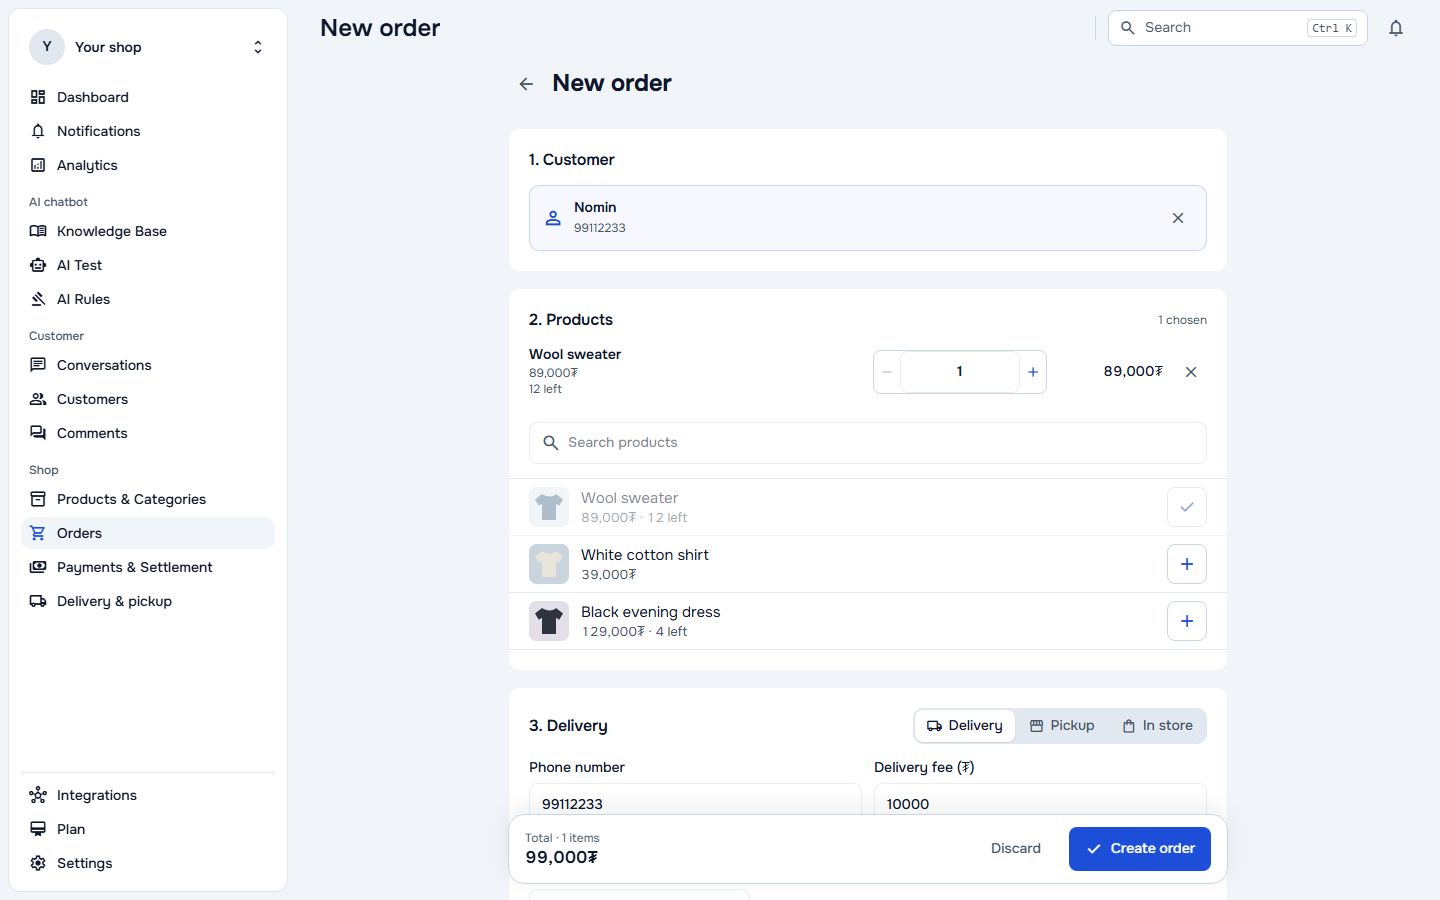 Y
Your shop
Dashboard
Notifications
Analytics
AI chatbot
Knowledge Base
AI Test
AI Rules
Customer
Conversations
Customers
Comments
Shop
Products & Categories
Orders
Payments & Settlement
Delivery & pickup
Integrations
Plan
Settings
New order
Search
Ctrl K
New order
1. Customer
Nomin
99112233
2. Products
1 chosen
Wool sweater
89,000₮
12 left
1
89,000₮
Search products
Wool sweater
89,000₮ · 12 left
White cotton shirt
39,000₮
Black evening dress
129,000₮ · 4 left
3. Delivery
Delivery
Pickup
In store
Phone number
Delivery fee (₮)
99112233
10000
Total · 1 items
99,000₮
Discard
Create order